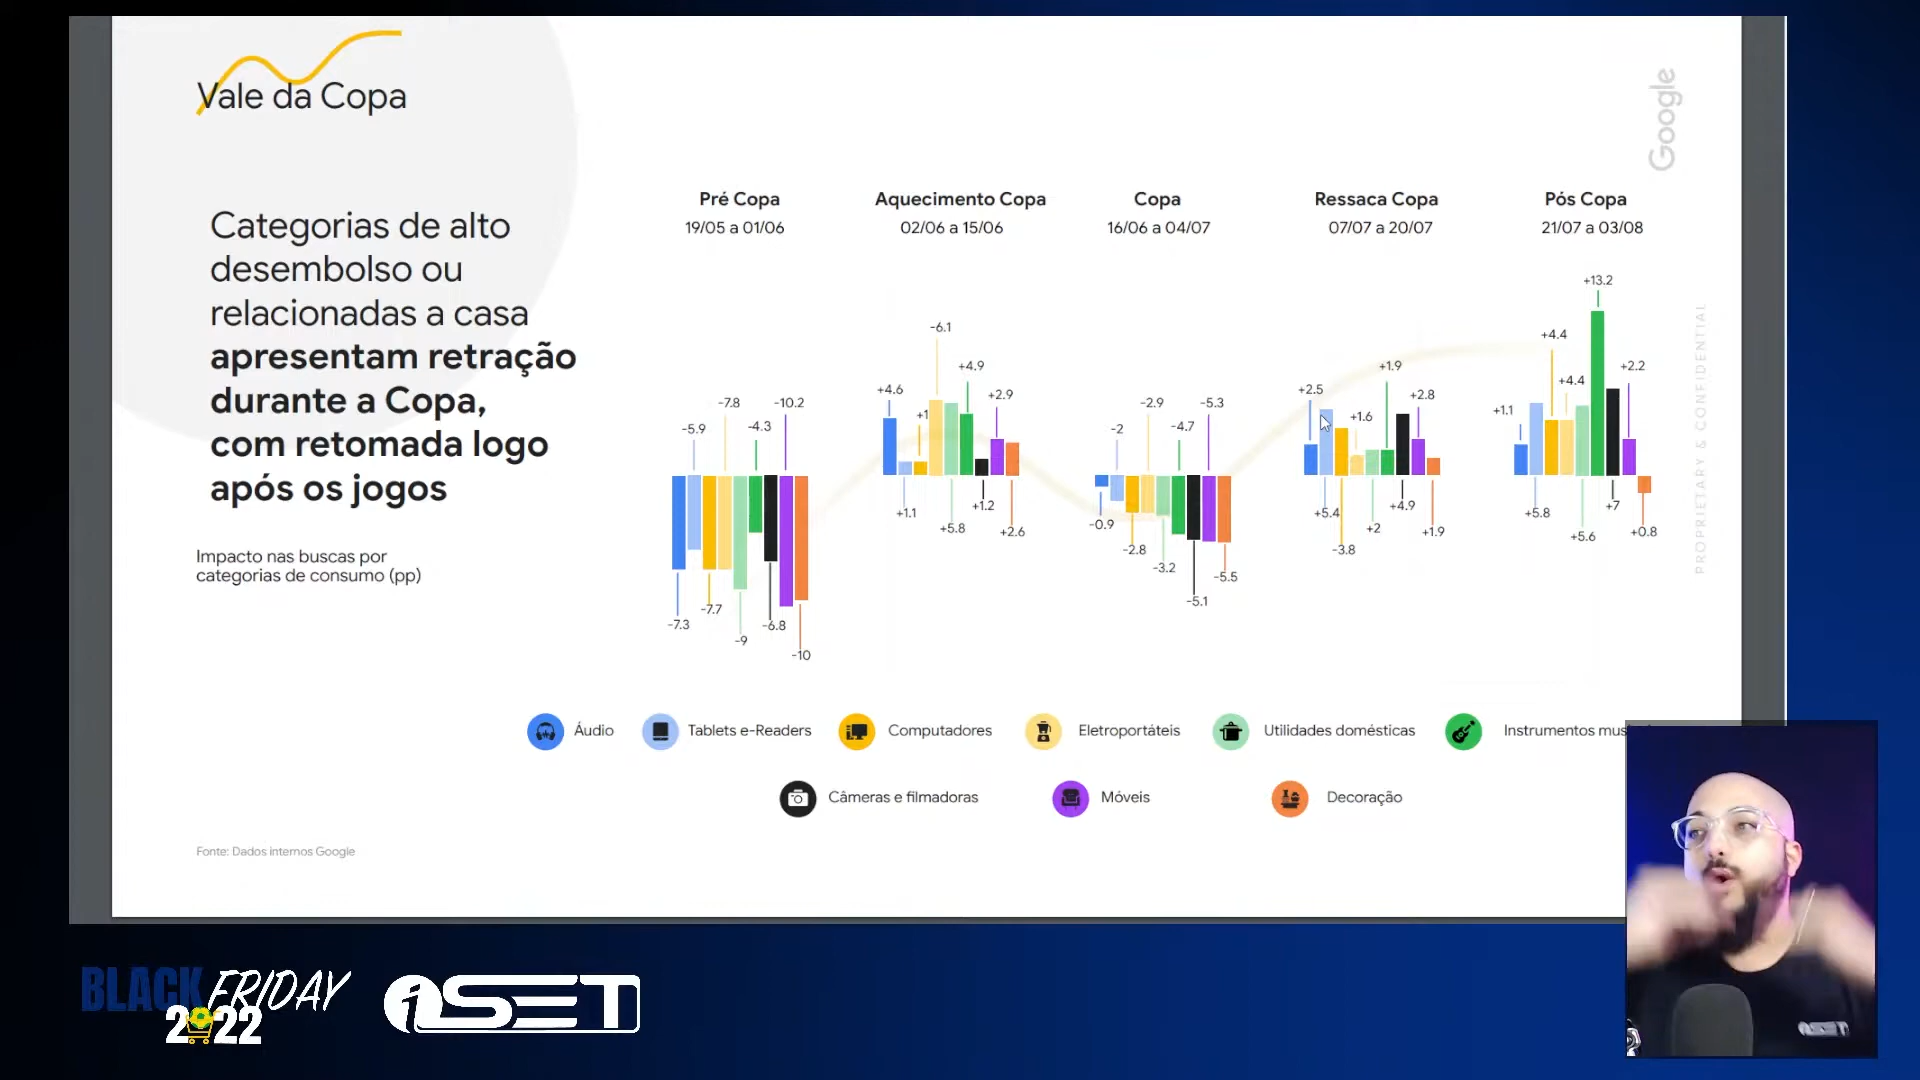 Vale da Copa
Google
Categorias de alto
desembolso ou
relacionadas a casa
apresentam retração
durante a Copa,
com retomada logo
após os jogos
Impacto nas buscas por
categorias de consumo (pp)
Pré Copa
19/05 a 01/06
-5.9
-7.8
-4.3
-10.2
-7.3
-7.7
-9
-6.8
-10
Aquecimento Copa
02/06 a 15/06
+4.6
+1
-6.1
+4.9
+2.9
+1.1
+5.8
+1.2
+2.6
Copa
16/06 a 04/07
-2
-2.9
-4.7
-5.3
-0.9
-2.8
-3.2
-5.1
-5.5
Ressaca Copa
07/07 a 20/07
+2.5
+1.6
+1.9
+2.8
+5.4
-3.8
+2
+4.9
+1.9
Pós Copa
21/07 a 03/08
+1.1
+4.4
+4.4
+13.2
+2.2
+5.8
+5.6
+7
+0.8
PROPRIETARY & CONFIDENTIAL
Áudio
Tablets e-Readers
Computadores
Eletroportáteis
Utilidades domésticas
Instrumentos mus
Câmeras e filmadoras
Móveis
Decoração
Fonte: Dados internos Google
BLACK FRIDAY
2022
iSET
iSET